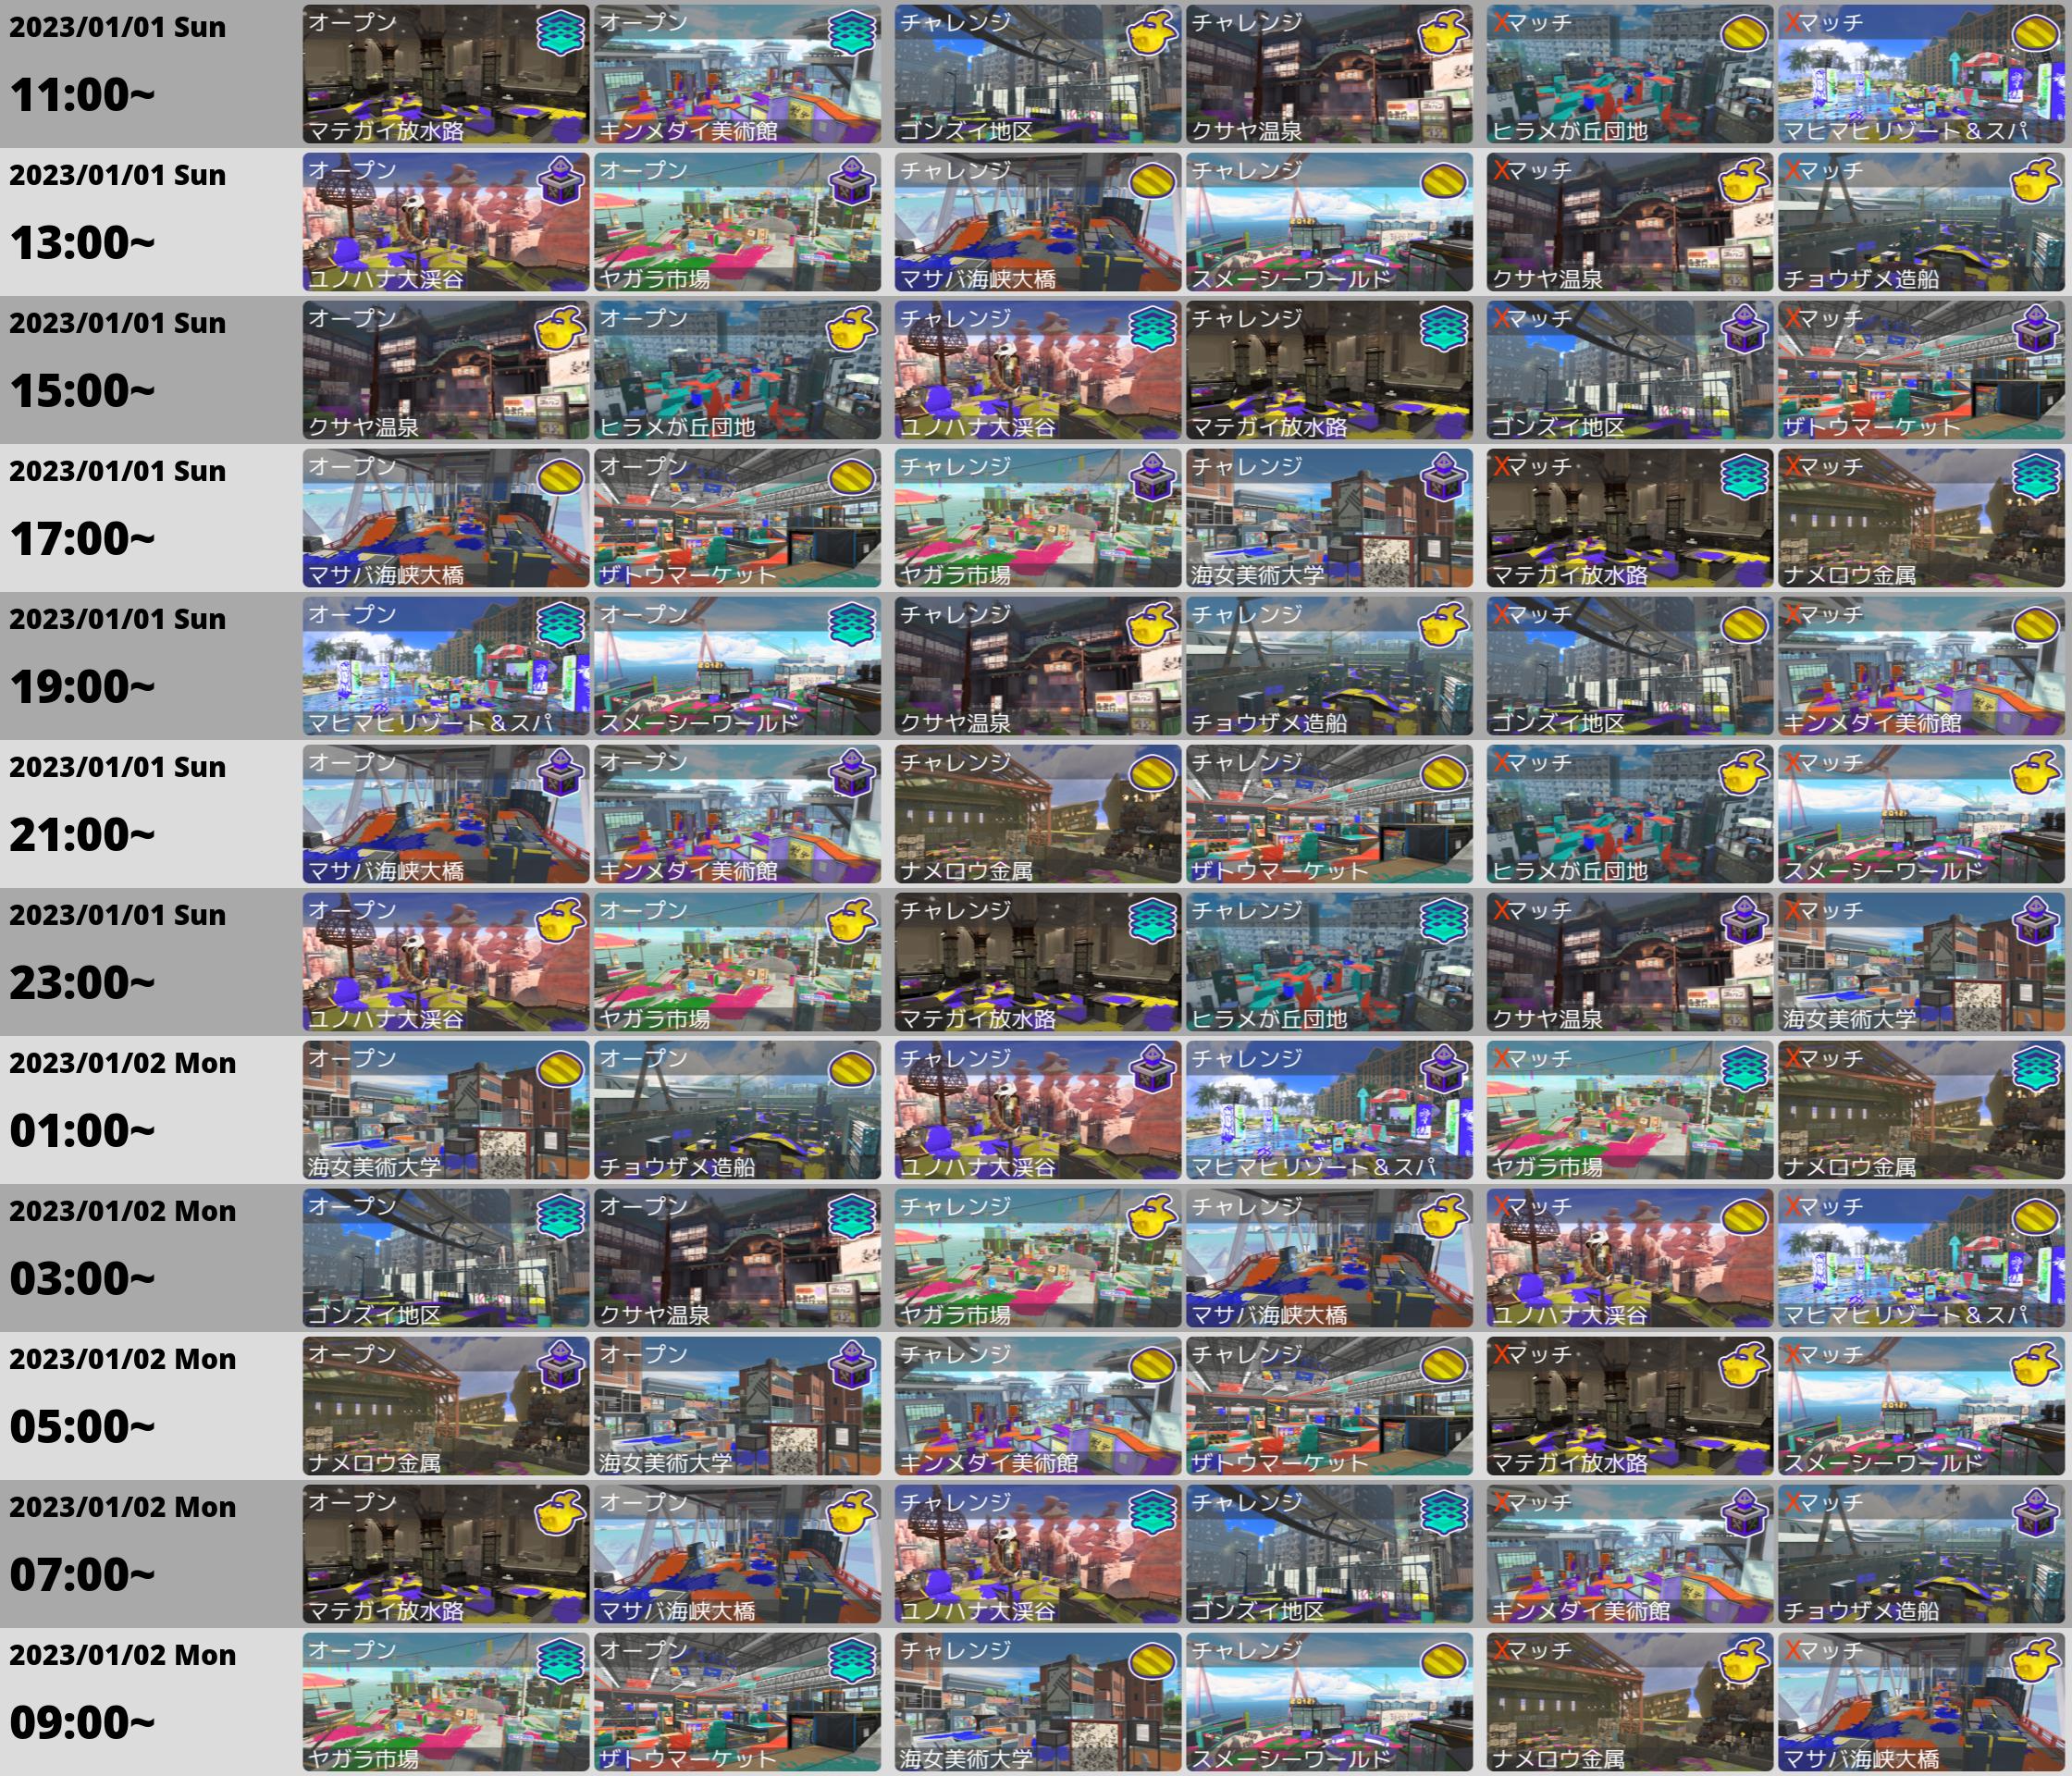 2023/01/01 Sun
11:00~
オープン オープン チャレンジ チャレンジ Xマッチ Xマッチ
マテガイ放水路 キンメダイ美術館 ゴンズイ地区 クサヤ温泉 ヒラメが丘団地 マヒマヒリゾート＆スパ
2023/01/01 Sun
13:00~
オープン オープン チャレンジ チャレンジ Xマッチ Xマッチ
ユノハナ大渓谷 ヤガラ市場 マサバ海峡大橋 スメーシーワールド クサヤ温泉 チョウザメ造船
2023/01/01 Sun
15:00~
オープン オープン チャレンジ チャレンジ Xマッチ Xマッチ
クサヤ温泉 ヒラメが丘団地 ユノハナ大渓谷 マテガイ放水路 ゴンズイ地区 ザトウマーケット
2023/01/01 Sun
17:00~
オープン オープン チャレンジ チャレンジ Xマッチ Xマッチ
マサバ海峡大橋 ザトウマーケット ヤガラ市場 海女美術大学 マテガイ放水路 ナメロウ金属
2023/01/01 Sun
19:00~
オープン オープン チャレンジ チャレンジ Xマッチ Xマッチ
マヒマヒリゾート＆スパ スメーシーワールド クサヤ温泉 チョウザメ造船 ゴンズイ地区 キンメダイ美術館
2023/01/01 Sun
21:00~
オープン オープン チャレンジ チャレンジ Xマッチ Xマッチ
マサバ海峡大橋 キンメダイ美術館 ナメロウ金属 ザトウマーケット ヒラメが丘団地 スメーシーワールド
2023/01/01 Sun
23:00~
オープン オープン チャレンジ チャレンジ Xマッチ Xマッチ
ユノハナ大渓谷 ヤガラ市場 マテガイ放水路 ヒラメが丘団地 クサヤ温泉 海女美術大学
2023/01/02 Mon
01:00~
オープン オープン チャレンジ チャレンジ Xマッチ Xマッチ
海女美術大学 チョウザメ造船 ユノハナ大渓谷 マヒマヒリゾート＆スパ ヤガラ市場 ナメロウ金属
2023/01/02 Mon
03:00~
オープン オープン チャレンジ チャレンジ Xマッチ Xマッチ
ゴンズイ地区 クサヤ温泉 ヤガラ市場 マサバ海峡大橋 ユノハナ大渓谷 マヒマヒリゾート＆スパ
2023/01/02 Mon
05:00~
オープン オープン チャレンジ チャレンジ Xマッチ Xマッチ
ナメロウ金属 海女美術大学 キンメダイ美術館 ザトウマーケット マテガイ放水路 スメーシーワールド
2023/01/02 Mon
07:00~
オープン オープン チャレンジ チャレンジ Xマッチ Xマッチ
マテガイ放水路 マサバ海峡大橋 ユノハナ大渓谷 ゴンズイ地区 キンメダイ美術館 チョウザメ造船
2023/01/02 Mon
09:00~
オープン オープン チャレンジ チャレンジ Xマッチ Xマッチ
ヤガラ市場 ザトウマーケット 海女美術大学 スメーシーワールド ナメロウ金属 マサバ海峡大橋